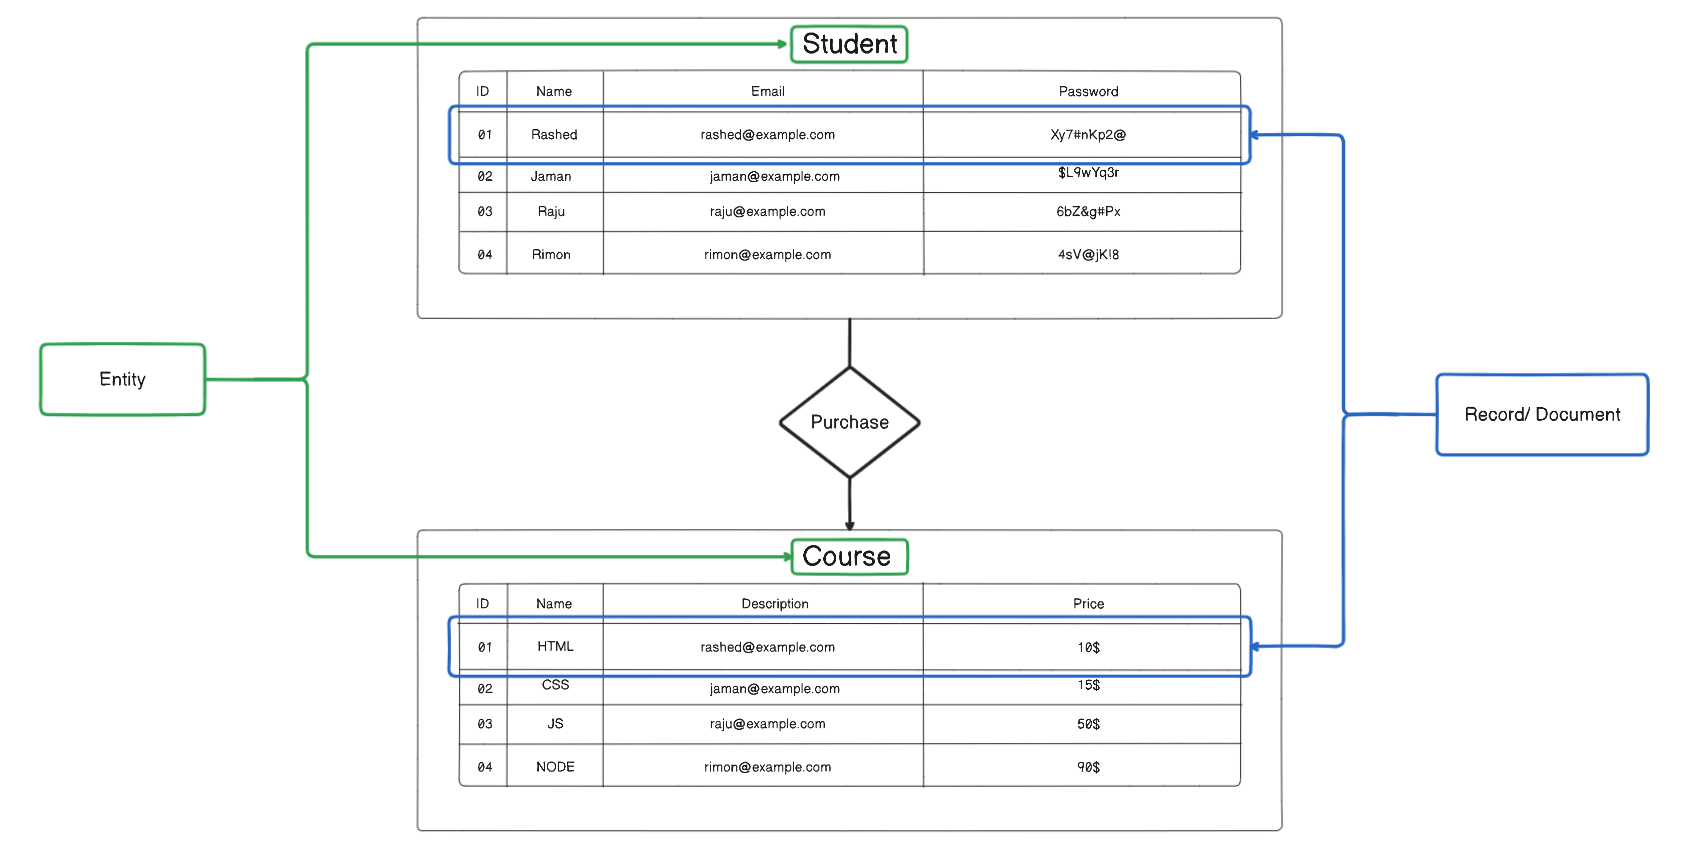 Student
ID Name Email Password
01 Rashed rashed@example.com Xy7#nKp2@
02 Jaman jaman@example.com $L9wYq3r
03 Raju raju@example.com 6bZ&g#Px
04 Rimon rimon@example.com 4sV@jK!8
Entity
Purchase
Record/ Document
Course
ID Name Description Price
01 HTML rashed@example.com 10$
02 CSS jaman@example.com 15$
03 JS raju@example.com 50$
04 NODE rimon@example.com 90$